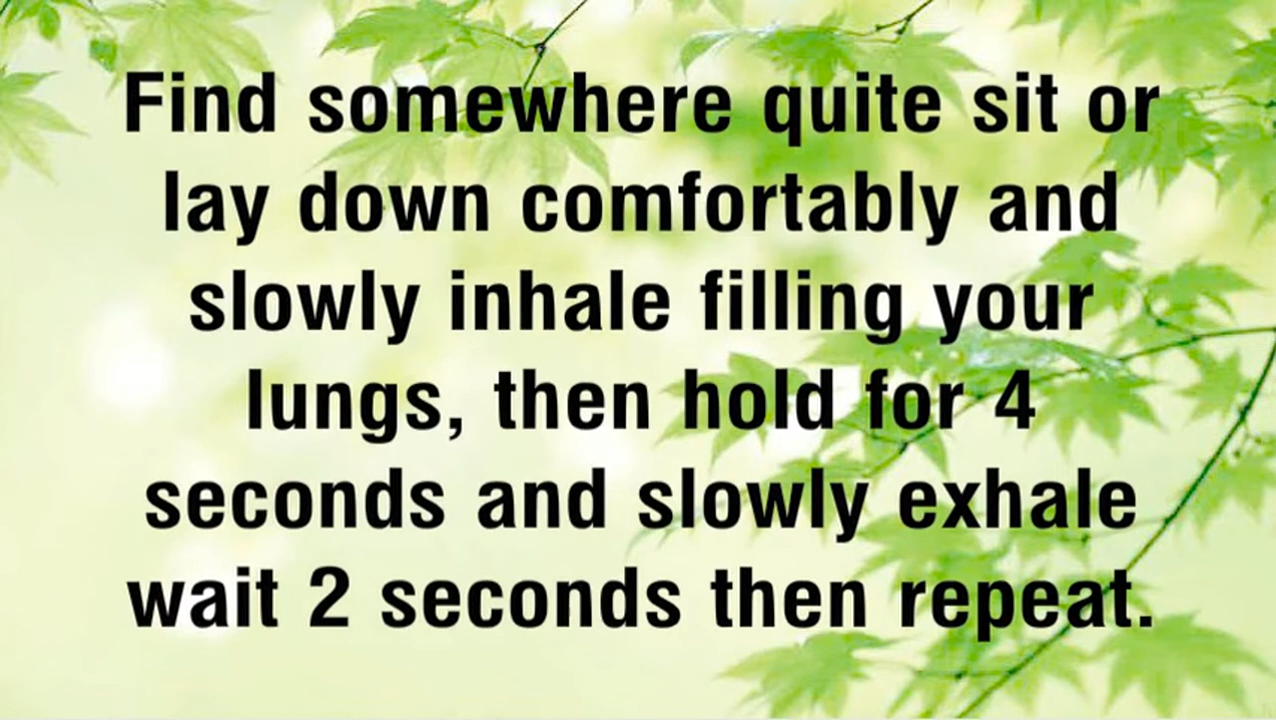 Find somewhere quite sit or
lay down comfortably and
slowly inhale filling your
lungs, then hold for 4
seconds and slowly exhale
wait 2 seconds then repeat.